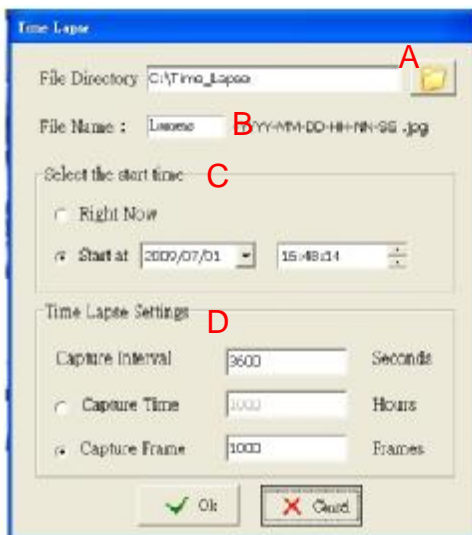 Time Lapse
A
File Directory C:\Time_Lapse
File Name : B YY-MM-DD-HH-NN-SS .jpg
Select the start time C
Right Now
Start at 2009/07/01 16:48:14
Time Lapse Settings D
Capture Interval 3600 Seconds
Capture Time 1000 Hours
Capture Frame 1000 Frames
Ok Cancel